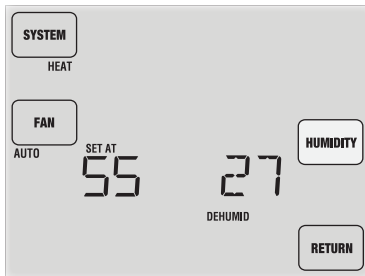 SYSTEM
HEAT
FAN
AUTO
SET AT
55 27
DEHUMID
HUMIDITY
RETURN